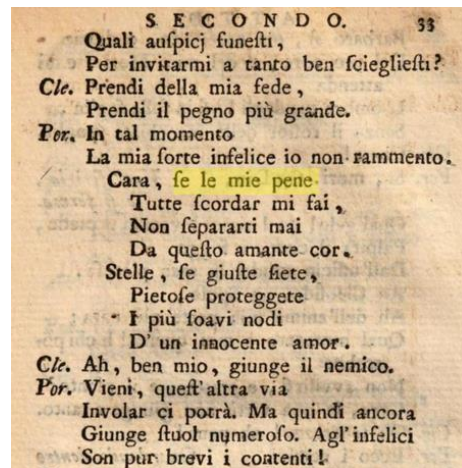 SECONDO. 33
Quali auſpicj funeſti,
Per invitarmi a tanto ben ſciegliesti?
Cle. Prendi della mia fede,
Prendi il pegno più grande.
Por. In tal momento
La mia ſorte infelice io non rammento.
Cara, ſe le mie pene
Tutte ſcordar mi fai,
Non ſepararti mai
Da queſto amante cor.
Stelle, ſe giuſte ſiete,
Pietoſe proteggete
I più ſoavi nodi
D' un innocente amor.
Cle. Ah, ben mio, giunge il nemico.
Por. Vieni, queſt'altra via
Involar ci potrà. Ma quindi ancora
Giunge ſtuol numeroſo. Agl'infelici
Son pur brevi i contenti!